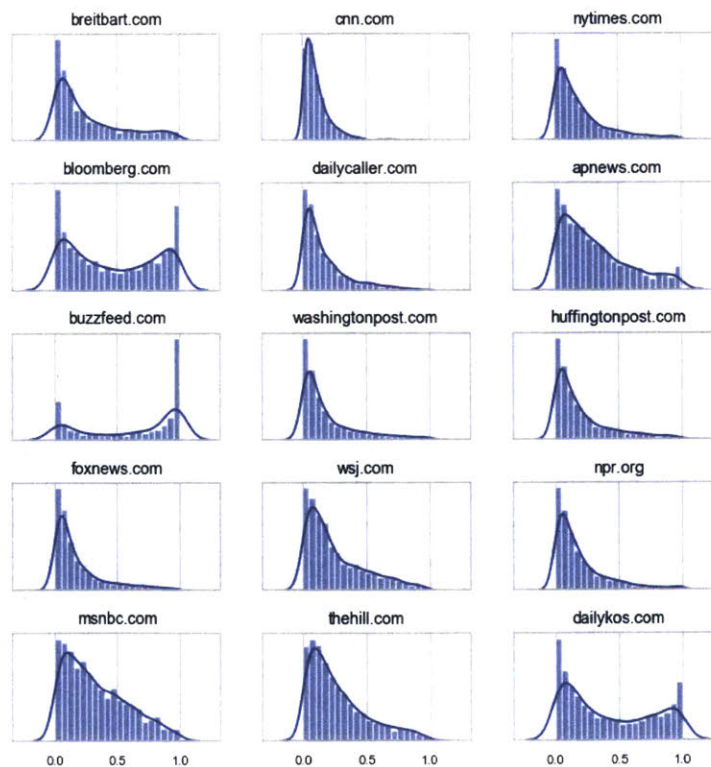 breitbart.com cnn.com nytimes.com
bloomberg.com dailycaller.com apnews.com
buzzfeed.com washingtonpost.com huffingtonpost.com
foxnews.com wsj.com npr.org
msnbc.com thehill.com dailykos.com
0.0 0.5 1.0 0.0 0.5 1.0 0.0 0.5 1.0